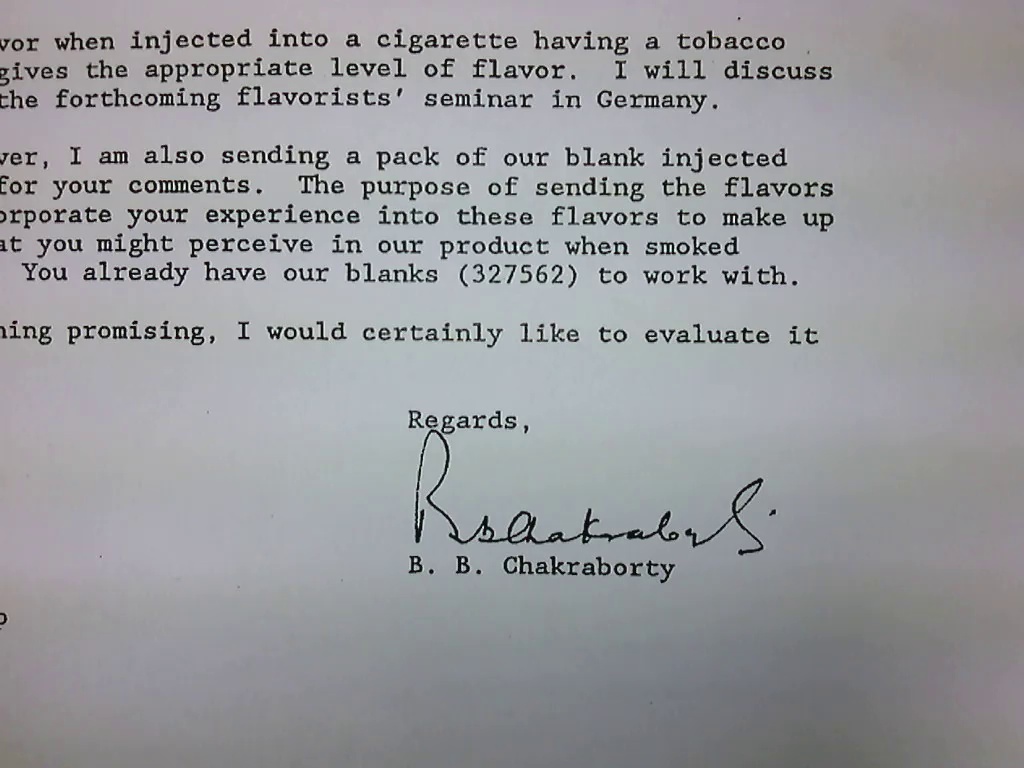 vor when injected into a cigarette having a tobacco
gives the appropriate level of flavor. I will discuss
the forthcoming flavorists' seminar in Germany.
ver, I am also sending a pack of our blank injected
for your comments. The purpose of sending the flavors
orporate your experience into these flavors to make up
at you might perceive in our product when smoked
You already have our blanks (327562) to work with.
hing promising, I would certainly like to evaluate it
Regards,
B. B. Chakraborty